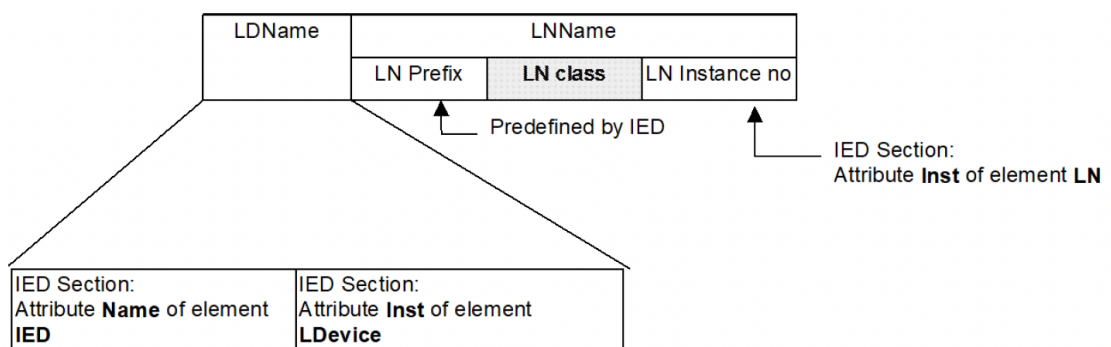 LDName
LNName
LN Prefix
LN class
LN Instance no
Predefined by IED
IED Section:
Attribute Inst of element LN
IED Section:
Attribute Name of element
IED
IED Section:
Attribute Inst of element
LDevice